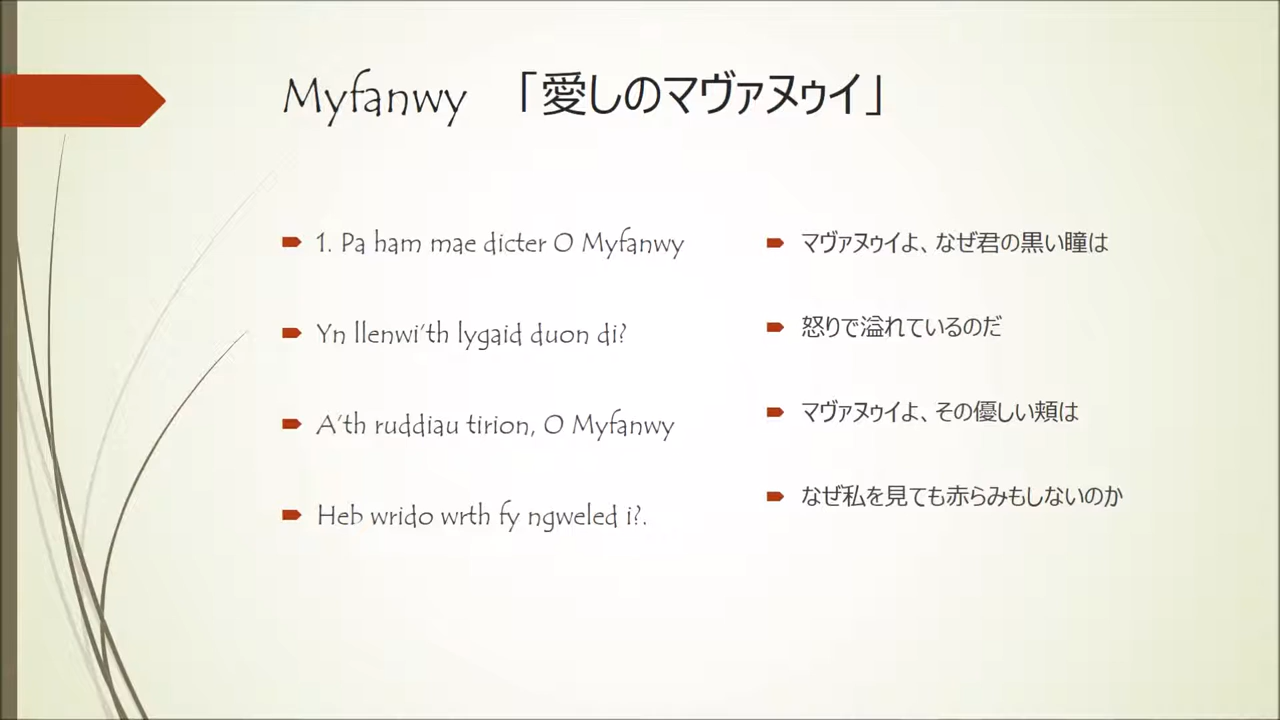 Myfanwy 「愛しのマヴァヌゥイ」
1. Pa ham mae dicter O Myfanwy
Yn llenwi'th lygaid duon di?
A'th ruddiau tirion, O Myfanwy
Heb wrido wrth fy ngweled i?.
マヴァヌゥイよ、なぜ君の黒い瞳は
怒りで溢れているのだ
マヴァヌゥイよ、その優しい頬は
なぜ私を見ても赤らみもしないのか